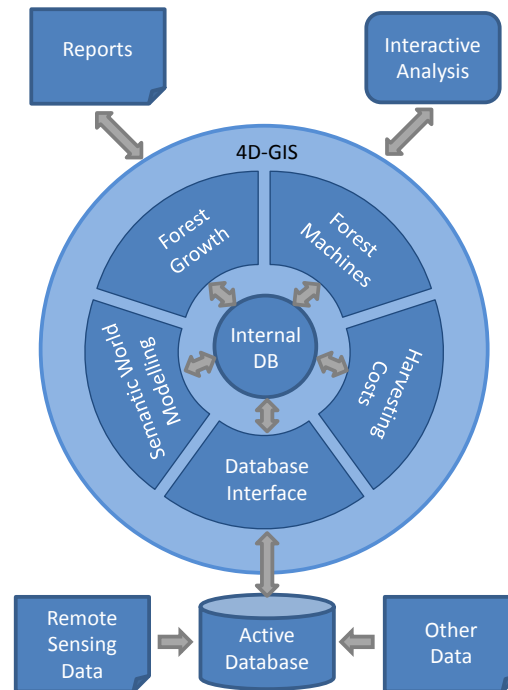 Reports
Interactive
Analysis
4D-GIS
Forest
Growth
Forest
Machines
Internal
DB
Semantic World
Modelling
Harvesting
Costs
Database
Interface
Remote
Sensing
Data
Active
Database
Other
Data